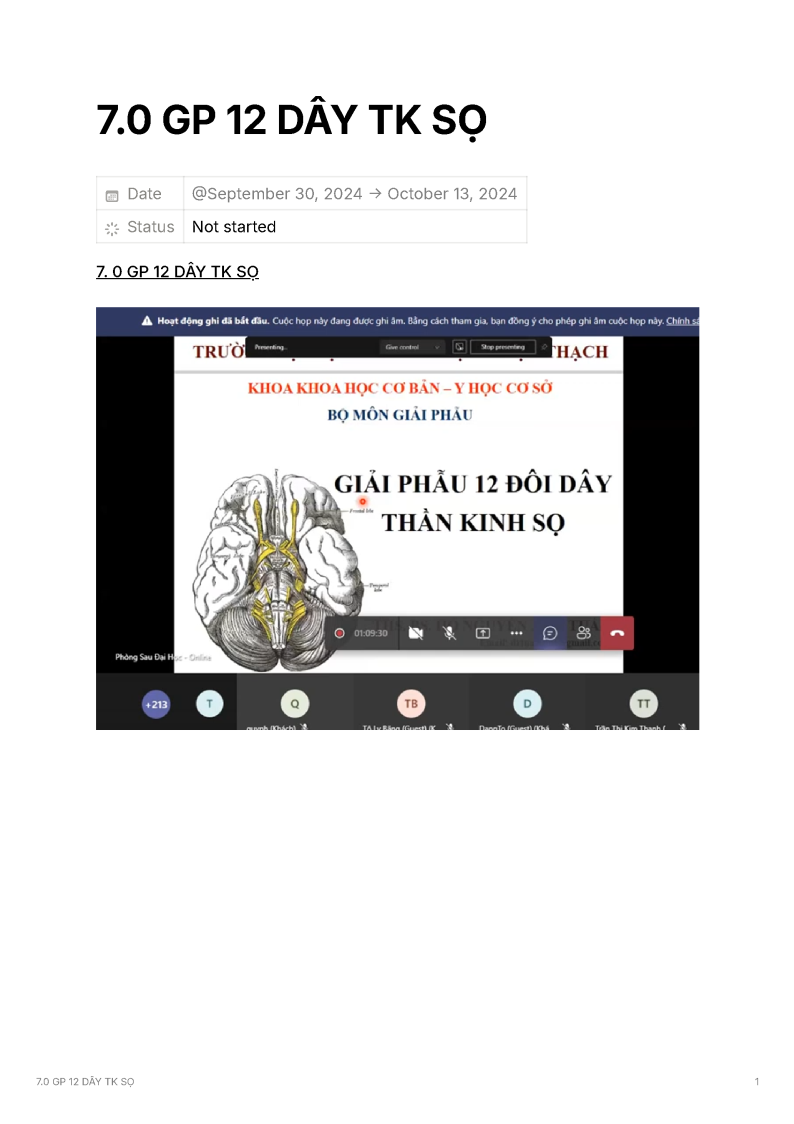 7.0 GP 12 DÂY TK SỌ
Date @September 30, 2024 → October 13, 2024
Status Not started
7. 0 GP 12 DÂY TK SỌ
Hoạt động ghi đã bắt đầu. Cuộc họp này đang được ghi âm. Bằng cách tham gia, bạn đồng ý cho phép ghi âm cuộc họp này. Chính
Presenting... Give control Stop presenting
THẠCH
KHOA KHOA HỌC CƠ BẢN – Y HỌC CƠ SỞ
BỘ MÔN GIẢI PHẪU
GIẢI PHẪU 12 ĐÔI DÂY
Frontal lobe
THẦN KINH SỌ
Temporal
lobe
01:09:30
Phòng Sau Đại Học - Online
+213 T Q TB D TT
quynh (Khách) Tô Ly Băng (Guest) (K DangTo (Guest) (Khá Trần Thị Kim Thanh (
7.0 GP 12 DÂY TK SỌ 1